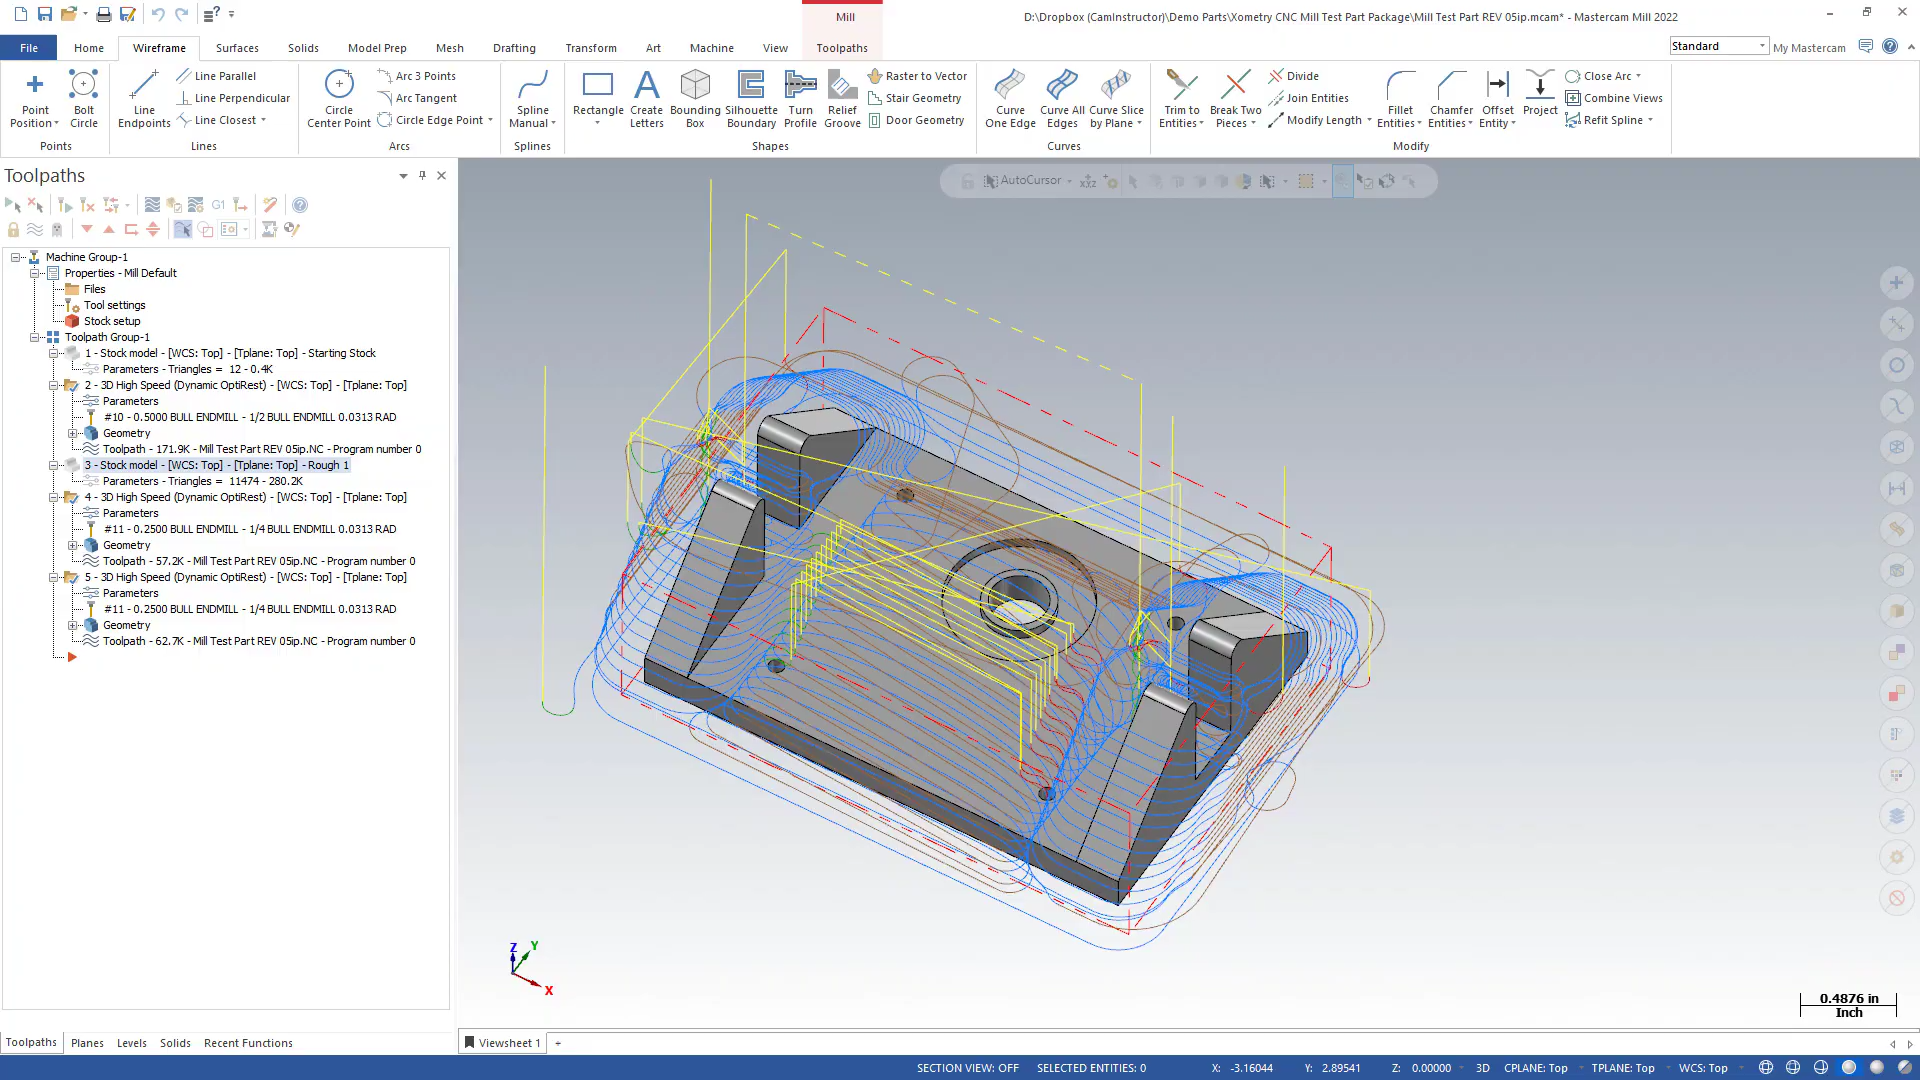 Mill
D:\Dropbox (CamInstructor)\Demo Parts\Xometry CNC Mill Test Part Package\Mill Test Part REV 05ip.mcam* - Mastercam Mill 2022
File Home Wireframe Surfaces Solids Model Prep Mesh Drafting Transform Art Machine View Toolpaths
Standard My Mastercam
Point Position
Bolt Circle
Points
Line Endpoints
Line Parallel
Line Perpendicular
Line Closest
Lines
Circle Center Point
Arc 3 Points
Arc Tangent
Circle Edge Point
Arcs
Spline Manual
Splines
Rectangle
Create Letters
Bounding Box
Silhouette Boundary
Turn Profile
Relief Groove
Raster to Vector
Stair Geometry
Door Geometry
Shapes
Curve One Edge
Curve All Edges
Curve Slice by Plane
Curves
Trim to Entities
Break Two Pieces
Divide
Join Entities
Modify Length
Fillet Entities
Chamfer Entities
Offset Entity
Project
Close Arc
Combine Views
Refit Spline
Modify
Toolpaths
G1
AutoCursor
Machine Group-1
Properties - Mill Default
Files
Tool settings
Stock setup
Toolpath Group-1
1 - Stock model - [WCS: Top] - [Tplane: Top] - Starting Stock
Parameters - Triangles = 12 - 0.4K
2 - 3D High Speed (Dynamic OptiRest) - [WCS: Top] - [Tplane: Top]
Parameters
#10 - 0.5000 BULL ENDMILL - 1/2 BULL ENDMILL 0.0313 RAD
Geometry
Toolpath - 171.9K - Mill Test Part REV 05ip.NC - Program number 0
3 - Stock model - [WCS: Top] - [Tplane: Top] - Rough 1
Parameters - Triangles = 11474 - 280.2K
4 - 3D High Speed (Dynamic OptiRest) - [WCS: Top] - [Tplane: Top]
Parameters
#11 - 0.2500 BULL ENDMILL - 1/4 BULL ENDMILL 0.0313 RAD
Geometry
Toolpath - 57.2K - Mill Test Part REV 05ip.NC - Program number 0
5 - 3D High Speed (Dynamic OptiRest) - [WCS: Top] - [Tplane: Top]
Parameters
#11 - 0.2500 BULL ENDMILL - 1/4 BULL ENDMILL 0.0313 RAD
Geometry
Toolpath - 62.7K - Mill Test Part REV 05ip.NC - Program number 0
Z Y
X
0.4876 in
Inch
Toolpaths Planes Levels Solids Recent Functions
Viewsheet 1 +
SECTION VIEW: OFF SELECTED ENTITIES: 0 X: -3.16044 Y: 2.89541 Z: 0.00000 3D CPLANE: Top TPLANE: Top WCS: Top